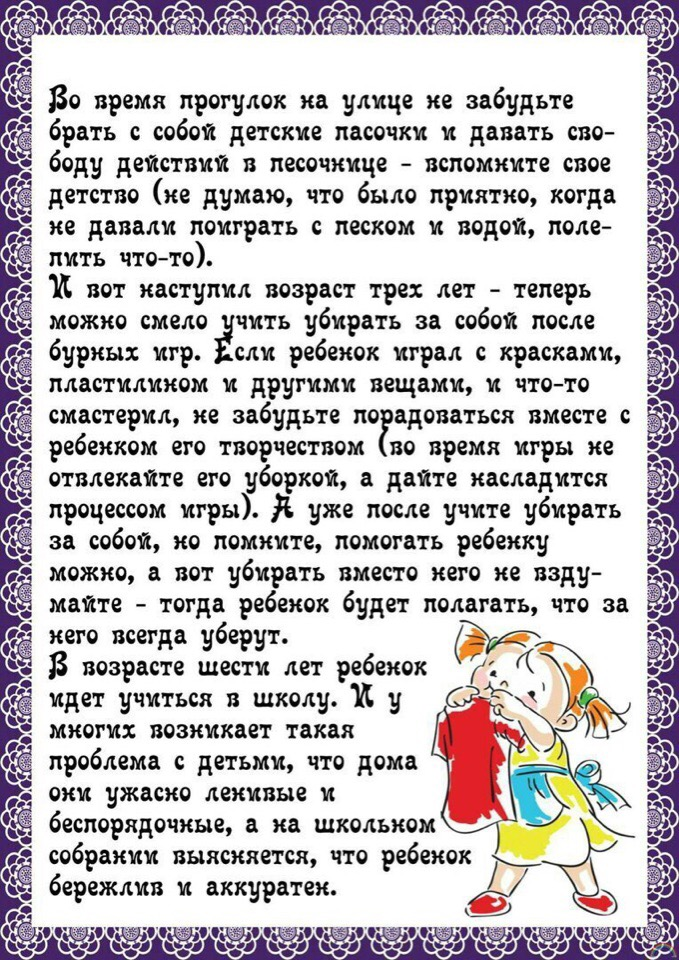 Во время прогулок на улице не забудьте
брать с собой детские пасочки и давать сво-
боду действий в песочнице - вспомните свое
детство (не думаю, что было приятно, когда
не давали поиграть с песком и водой, поле-
пить что-то).
И вот наступил возраст трех лет - теперь
можно смело учить убирать за собой после
бурных игр. Если ребенок играл с красками,
пластилином и другими вещами, и что-то
смастерил, не забудьте порадоваться вместе с
ребенком его творчеством (во время игры не
отвлекайте его уборкой, а дайте насладится
процессом игры). А уже после учите убирать
за собой, но помните, помогать ребенку
можно, а вот убирать вместо него не взду-
майте - тогда ребенок будет полагать, что за
него всегда уберут.
В возрасте шести лет ребенок
идет учиться в школу. И у
многих возникает такая
проблема с детьми, что дома
они ужасно ленивые и
беспорядочные, а на школьном
собрании выясняется, что ребенок
бережлив и аккуратен.